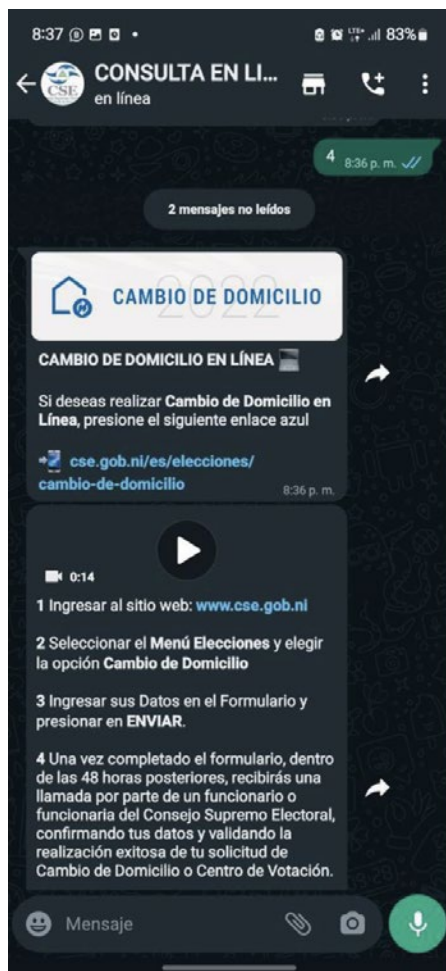 8:37
LTE+
83%
CSE
CONSULTA EN LI...
en línea
4 8:36 p. m.
2 mensajes no leídos
2022
CAMBIO DE DOMICILIO
CAMBIO DE DOMICILIO EN LÍNEA
Si deseas realizar Cambio de Domicilio en
Línea, presione el siguiente enlace azul
cse.gob.ni/es/elecciones/
cambio-de-domicilio
8:36 p. m.
0:14
1 Ingresar al sitio web: www.cse.gob.ni
2 Seleccionar el Menú Elecciones y elegir
la opción Cambio de Domicilio
3 Ingresar sus Datos en el Formulario y
presionar en ENVIAR.
4 Una vez completado el formulario, dentro
de las 48 horas posteriores, recibirás una
llamada por parte de un funcionario o
funcionaria del Consejo Supremo Electoral,
confirmando tus datos y validando la
realización exitosa de tu solicitud de
Cambio de Domicilio o Centro de Votación.
Mensaje